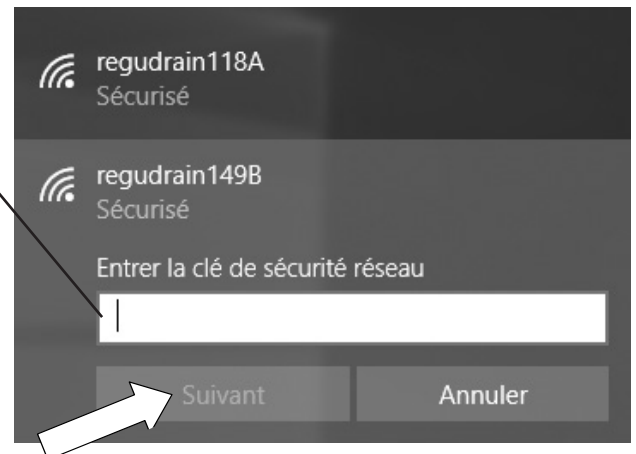 regudrain118A
Sécurisé
regudrain149B
Sécurisé
Entrer la clé de sécurité réseau
Suivant
Annuler